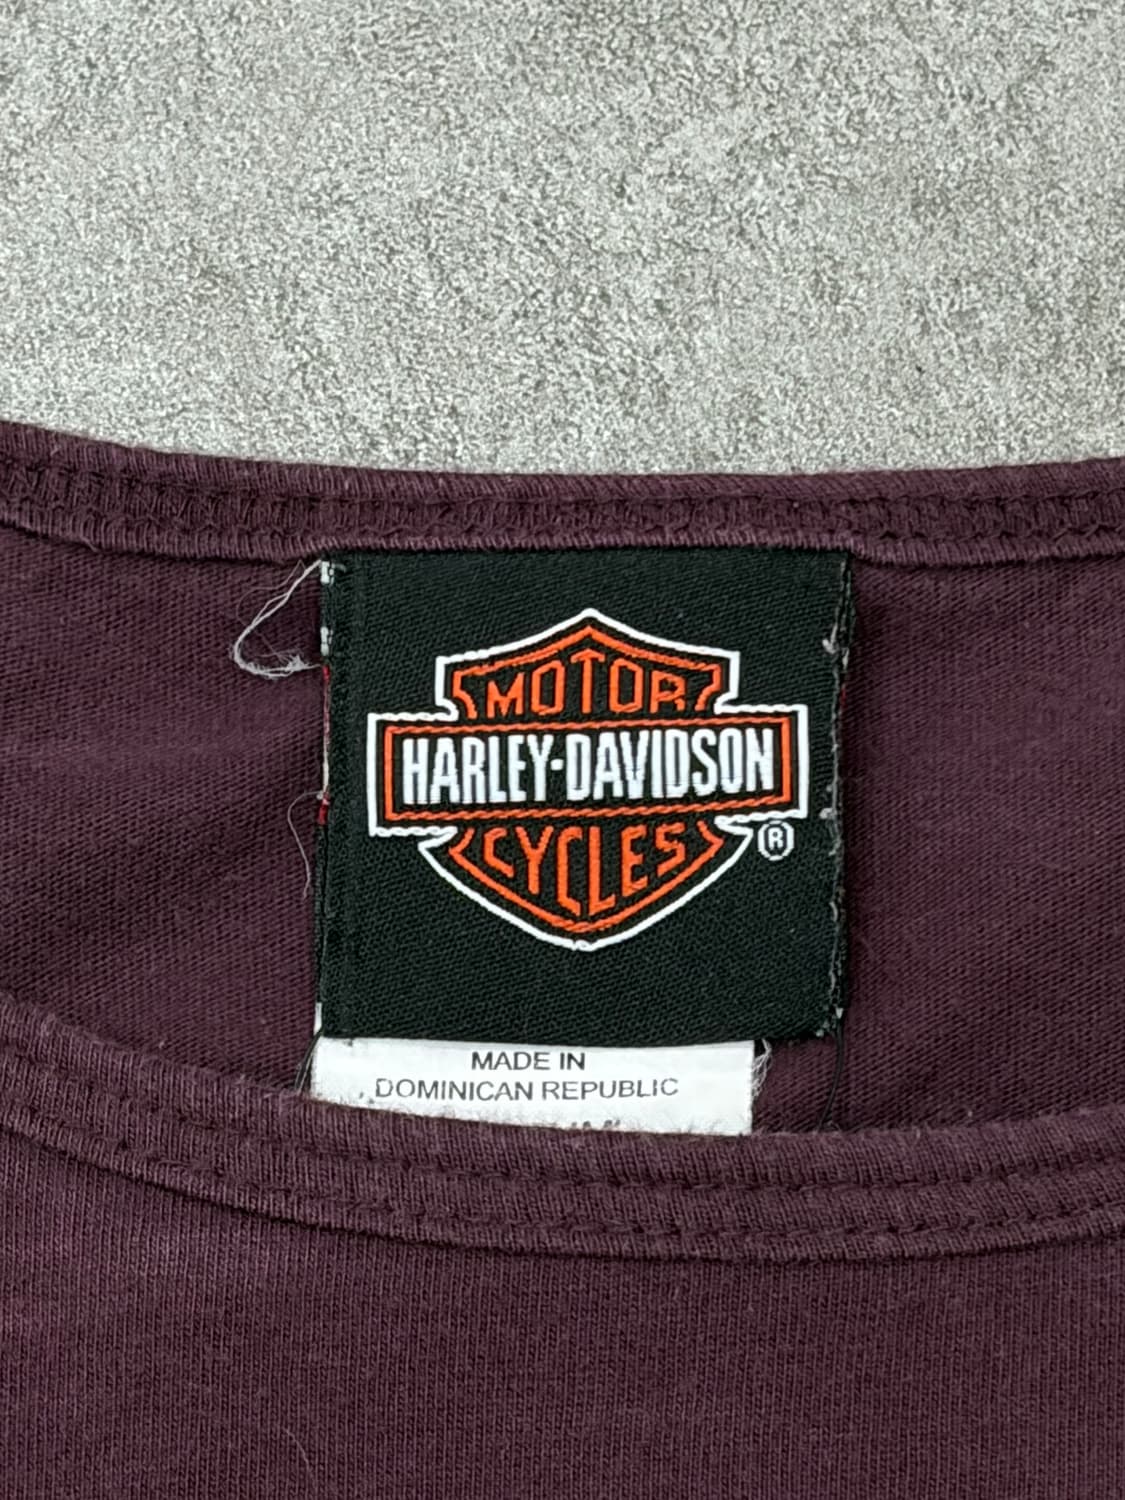 MOTOR
HARLEY-DAVIDSON
CYCLES
®
MADE IN
DOMINICAN REPUBLIC